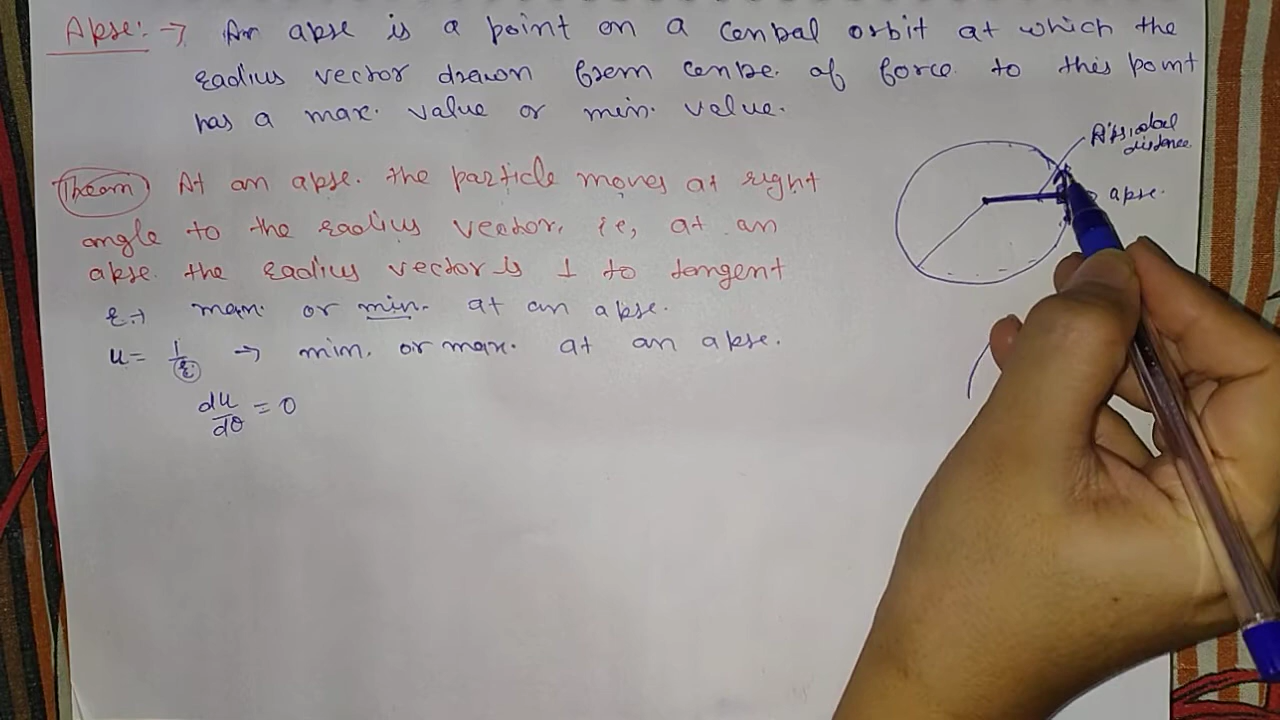 Apse:→ An apse is a point on a central orbit at which the
radius vector drawn from centre of force to this point
has a max. value or min. value.
Apsidal
distance
apse.
Theorem At an apse. the particle moves at right
angle to the radius vector, ie, at an
apse the radius vector is ⊥ to tangent
r → max. or min. at an apse.
u = 1/r → min. or max. at an apse.
du/dθ = 0